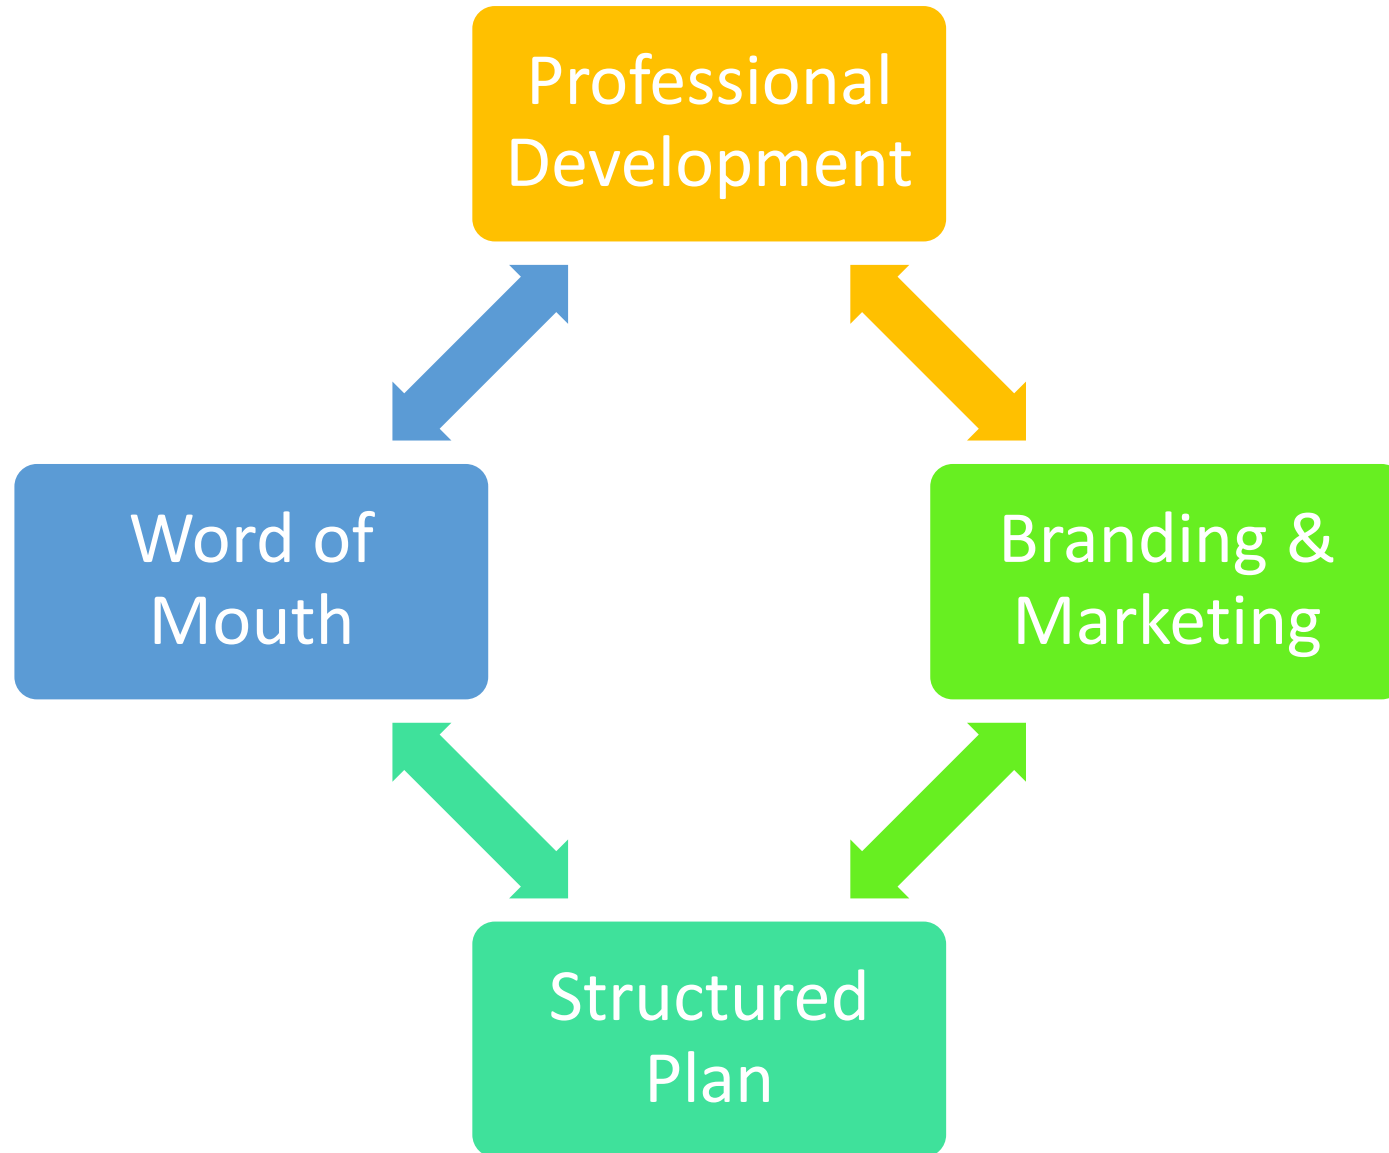 Professional
Development
Word of
Mouth
Branding &
Marketing
Structured
Plan